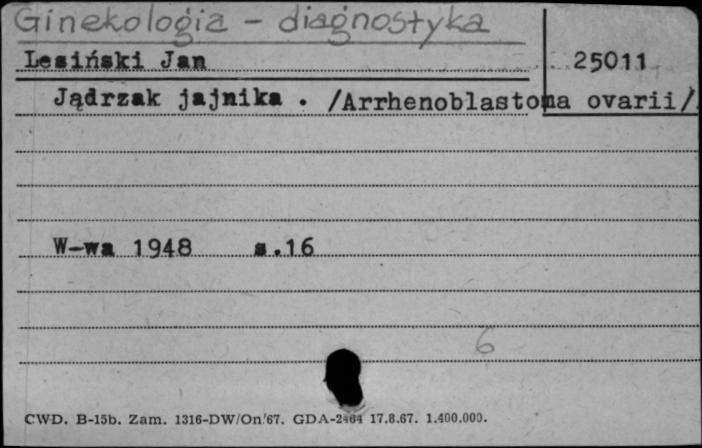 Ginekologia - diagnostyka
Lesiński Jan 25011
Jądrzak jajnika . /Arrhenoblastoma ovarii/.
W-wa 1948 s.16
6
CWD. B-15b. Zam. 1316-DW/On/67. GDA-2464 17.8.67. 1.400.000.